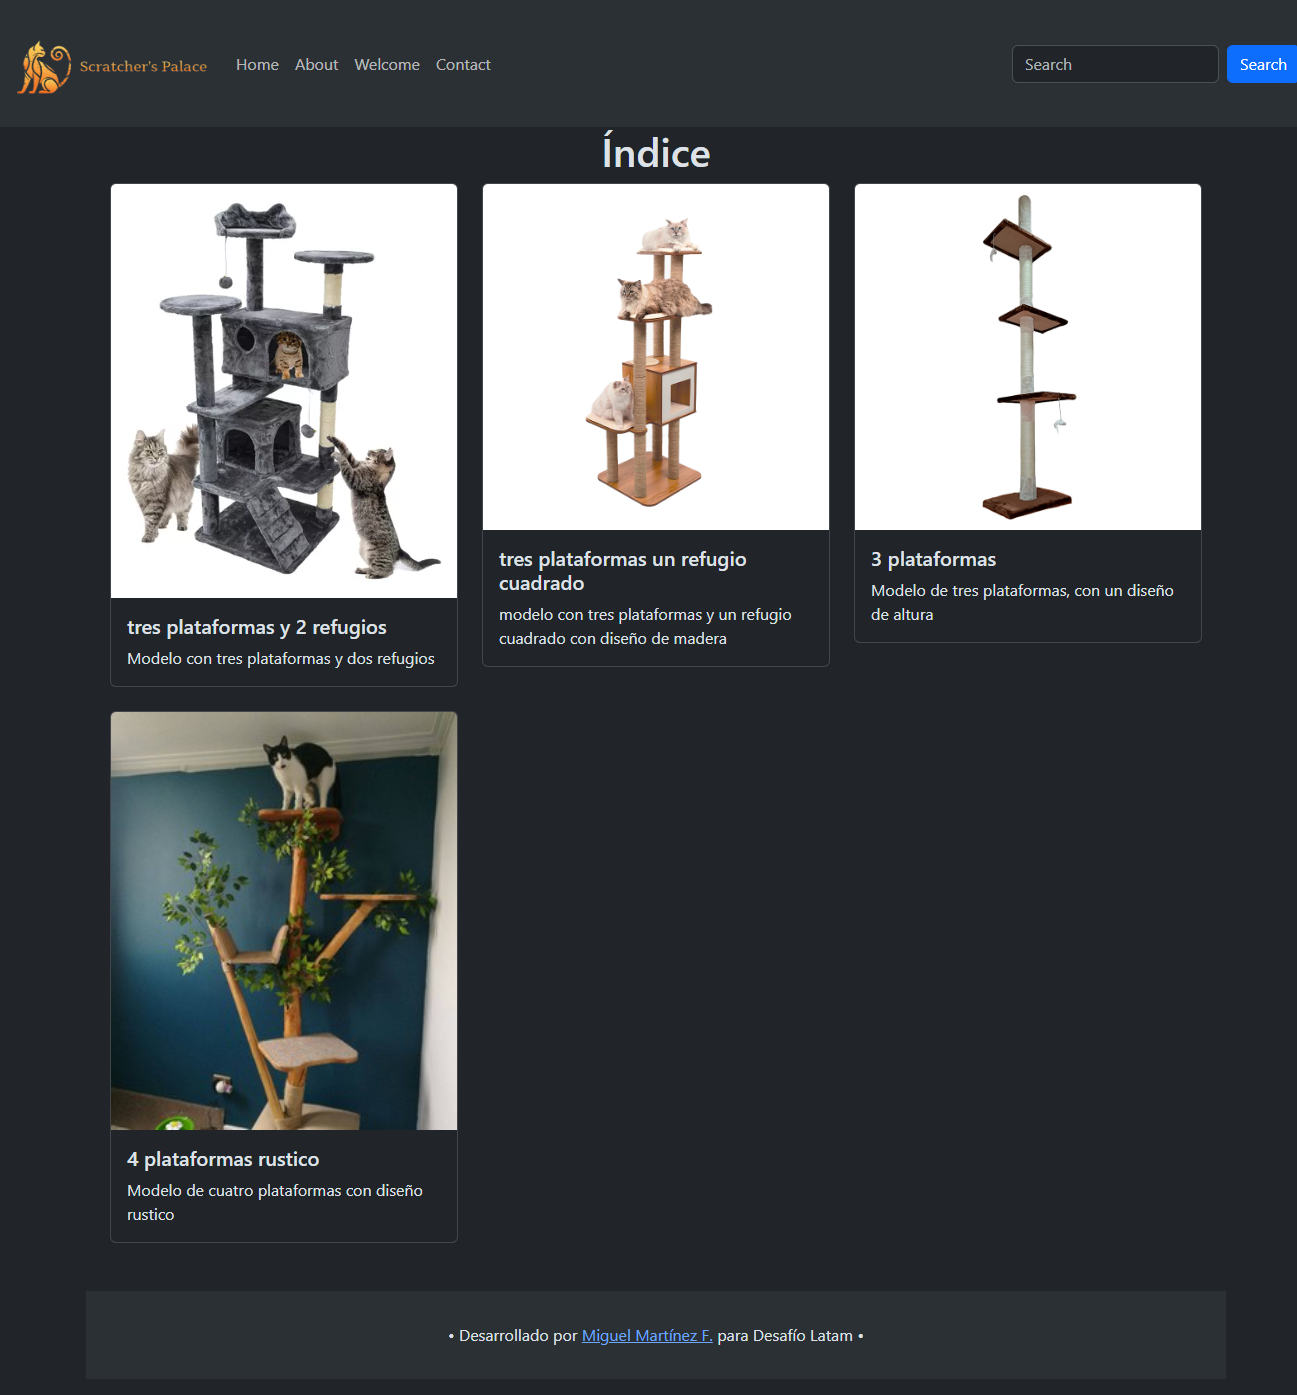 Scratcher's Palace
Home About Welcome Contact
Search
Search
Índice
tres plataformas y 2 refugios
Modelo con tres plataformas y dos refugios
tres plataformas un refugio
cuadrado
modelo con tres plataformas y un refugio
cuadrado con diseño de madera
3 plataformas
Modelo de tres plataformas, con un diseño
de altura
4 plataformas rustico
Modelo de cuatro plataformas con diseño
rustico
• Desarrollado por Miguel Martínez F. para Desafío Latam •